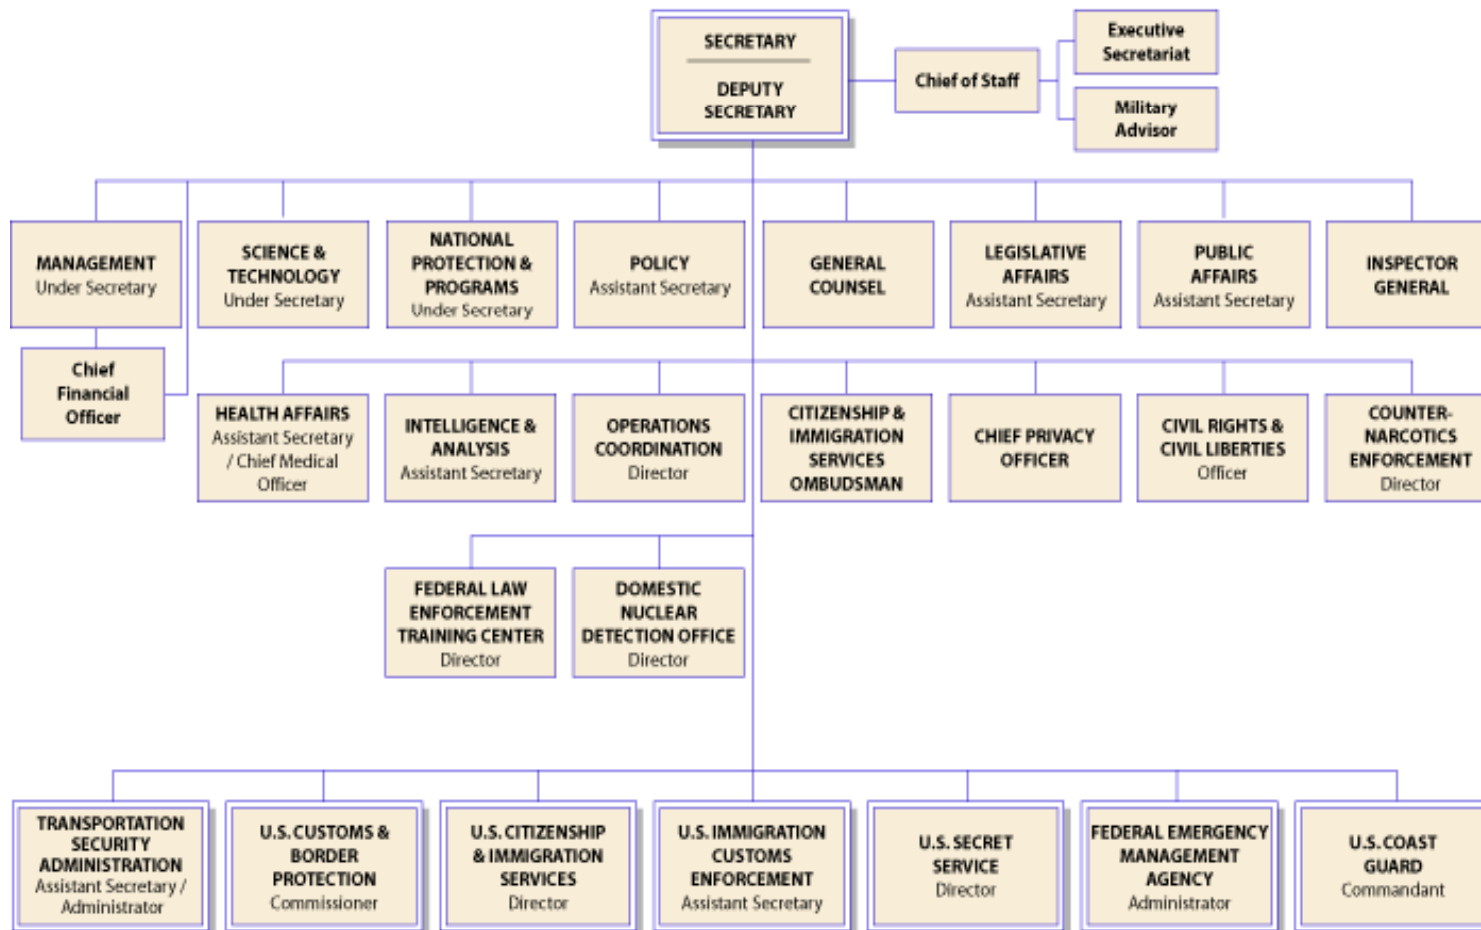 SECRETARY
DEPUTY
SECRETARY
Chief of Staff
Executive
Secretariat
Military
Advisor
MANAGEMENT
Under Secretary
SCIENCE &
TECHNOLOGY
Under Secretary
NATIONAL
PROTECTION &
PROGRAMS
Under Secretary
POLICY
Assistant Secretary
GENERAL
COUNSEL
LEGISLATIVE
AFFAIRS
Assistant Secretary
PUBLIC
AFFAIRS
Assistant Secretary
INSPECTOR
GENERAL
Chief
Financial
Officer
HEALTH AFFAIRS
Assistant Secretary
/ Chief Medical
Officer
INTELLIGENCE &
ANALYSIS
Assistant Secretary
OPERATIONS
COORDINATION
Director
CITIZENSHIP &
IMMIGRATION
SERVICES
OMBUDSMAN
CHIEF PRIVACY
OFFICER
CIVIL RIGHTS &
CIVIL LIBERTIES
Officer
COUNTER-
NARCOTICS
ENFORCEMENT
Director
FEDERAL LAW
ENFORCEMENT
TRAINING CENTER
Director
DOMESTIC
NUCLEAR
DETECTION OFFICE
Director
TRANSPORTATION
SECURITY
ADMINISTRATION
Assistant Secretary /
Administrator
U.S. CUSTOMS &
BORDER
PROTECTION
Commissioner
U.S. CITIZENSHIP
& IMMIGRATION
SERVICES
Director
U.S. IMMIGRATION
CUSTOMS
ENFORCEMENT
Assistant Secretary
U.S. SECRET
SERVICE
Director
FEDERAL EMERGENCY
MANAGEMENT
AGENCY
Administrator
U.S. COAST
GUARD
Commandant